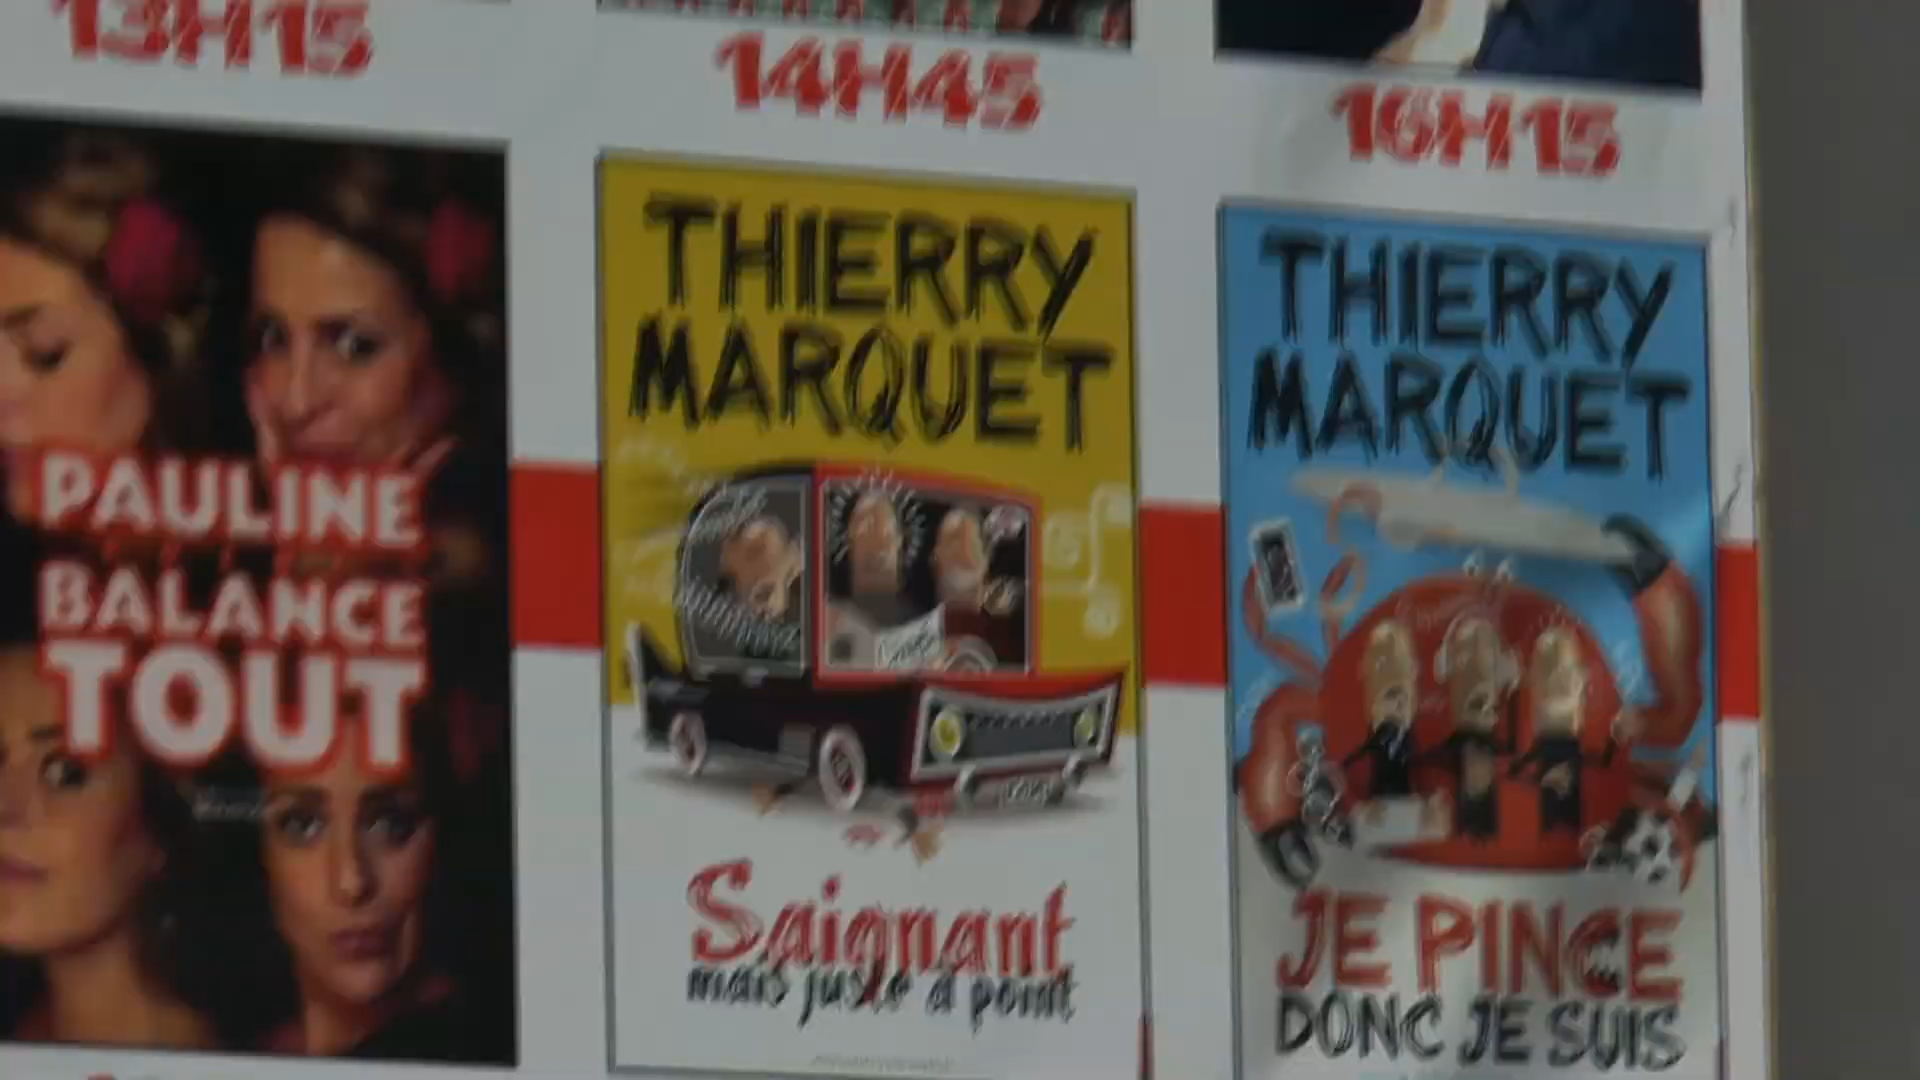 13H15
14H45
16H15
PAULINE
BALANCE
TOUT
THIERRY
MARQUET
Saignant
mais juste à point
THIERRY
MARQUET
JE PINCE
DONC JE SUIS